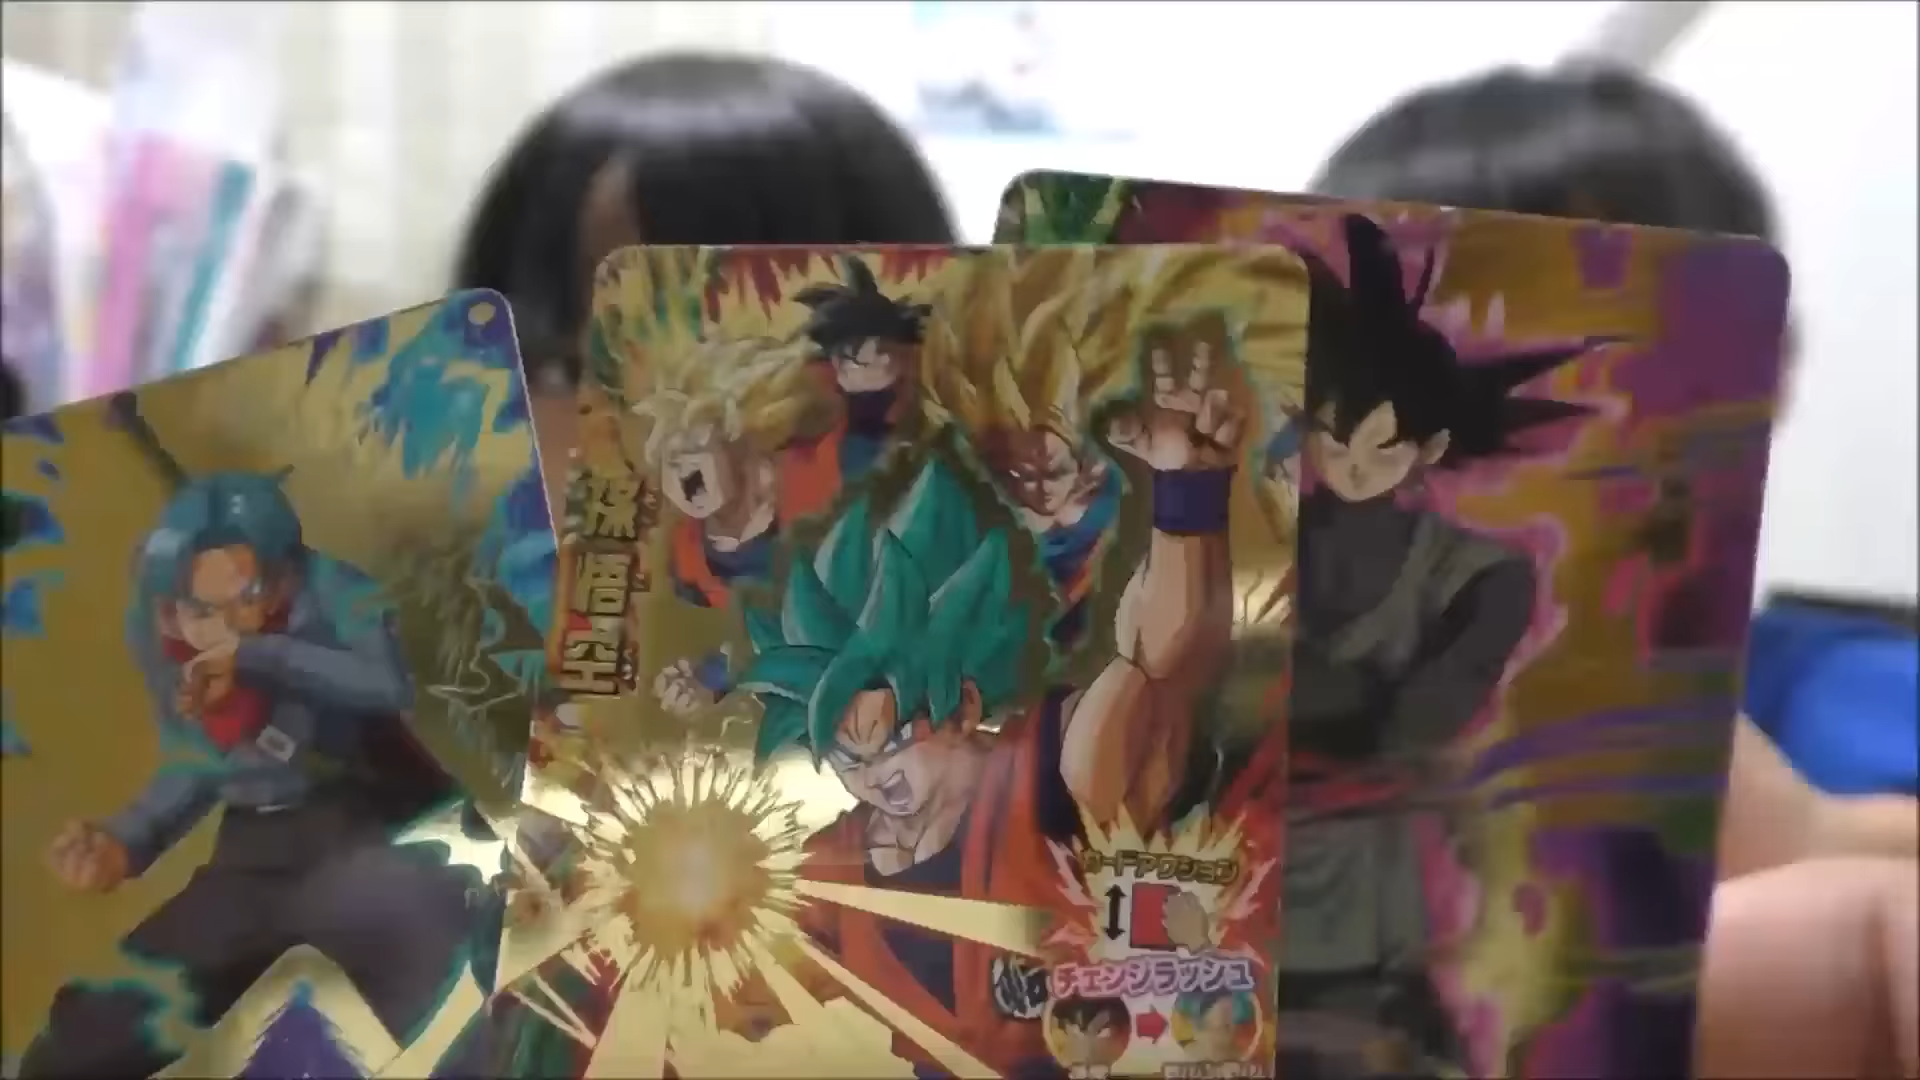 孫悟空
カードアクション
チェンジラッシュ